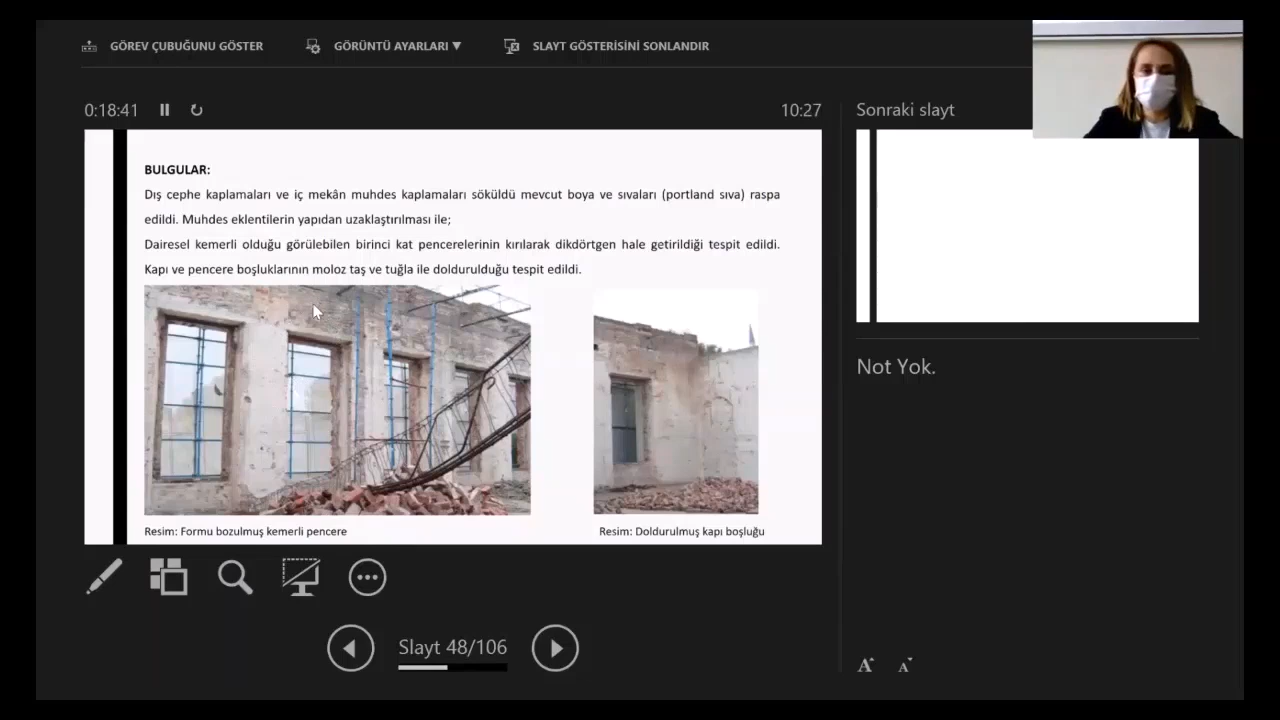 GÖREV ÇUBUĞUNU GÖSTER
GÖRÜNTÜ AYARLARI ▼
SLAYT GÖSTERİSİNİ SONLANDIR
0:18:41
10:27
Sonraki slayt
BULGULAR:
Dış cephe kaplamaları ve iç mekân muhdes kaplamaları söküldü mevcut boya ve sıvaları (portland sıva) raspa
edildi. Muhdes eklentilerin yapıdan uzaklaştırılması ile;
Dairesel kemerli olduğu görülebilen birinci kat pencerelerinin kırılarak dikdörtgen hale getirildiği tespit edildi.
Kapı ve pencere boşluklarının moloz taş ve tuğla ile doldurulduğu tespit edildi.
Resim: Formu bozulmuş kemerli pencere
Resim: Doldurulmuş kapı boşluğu
Not Yok.
Slayt 48/106
A A